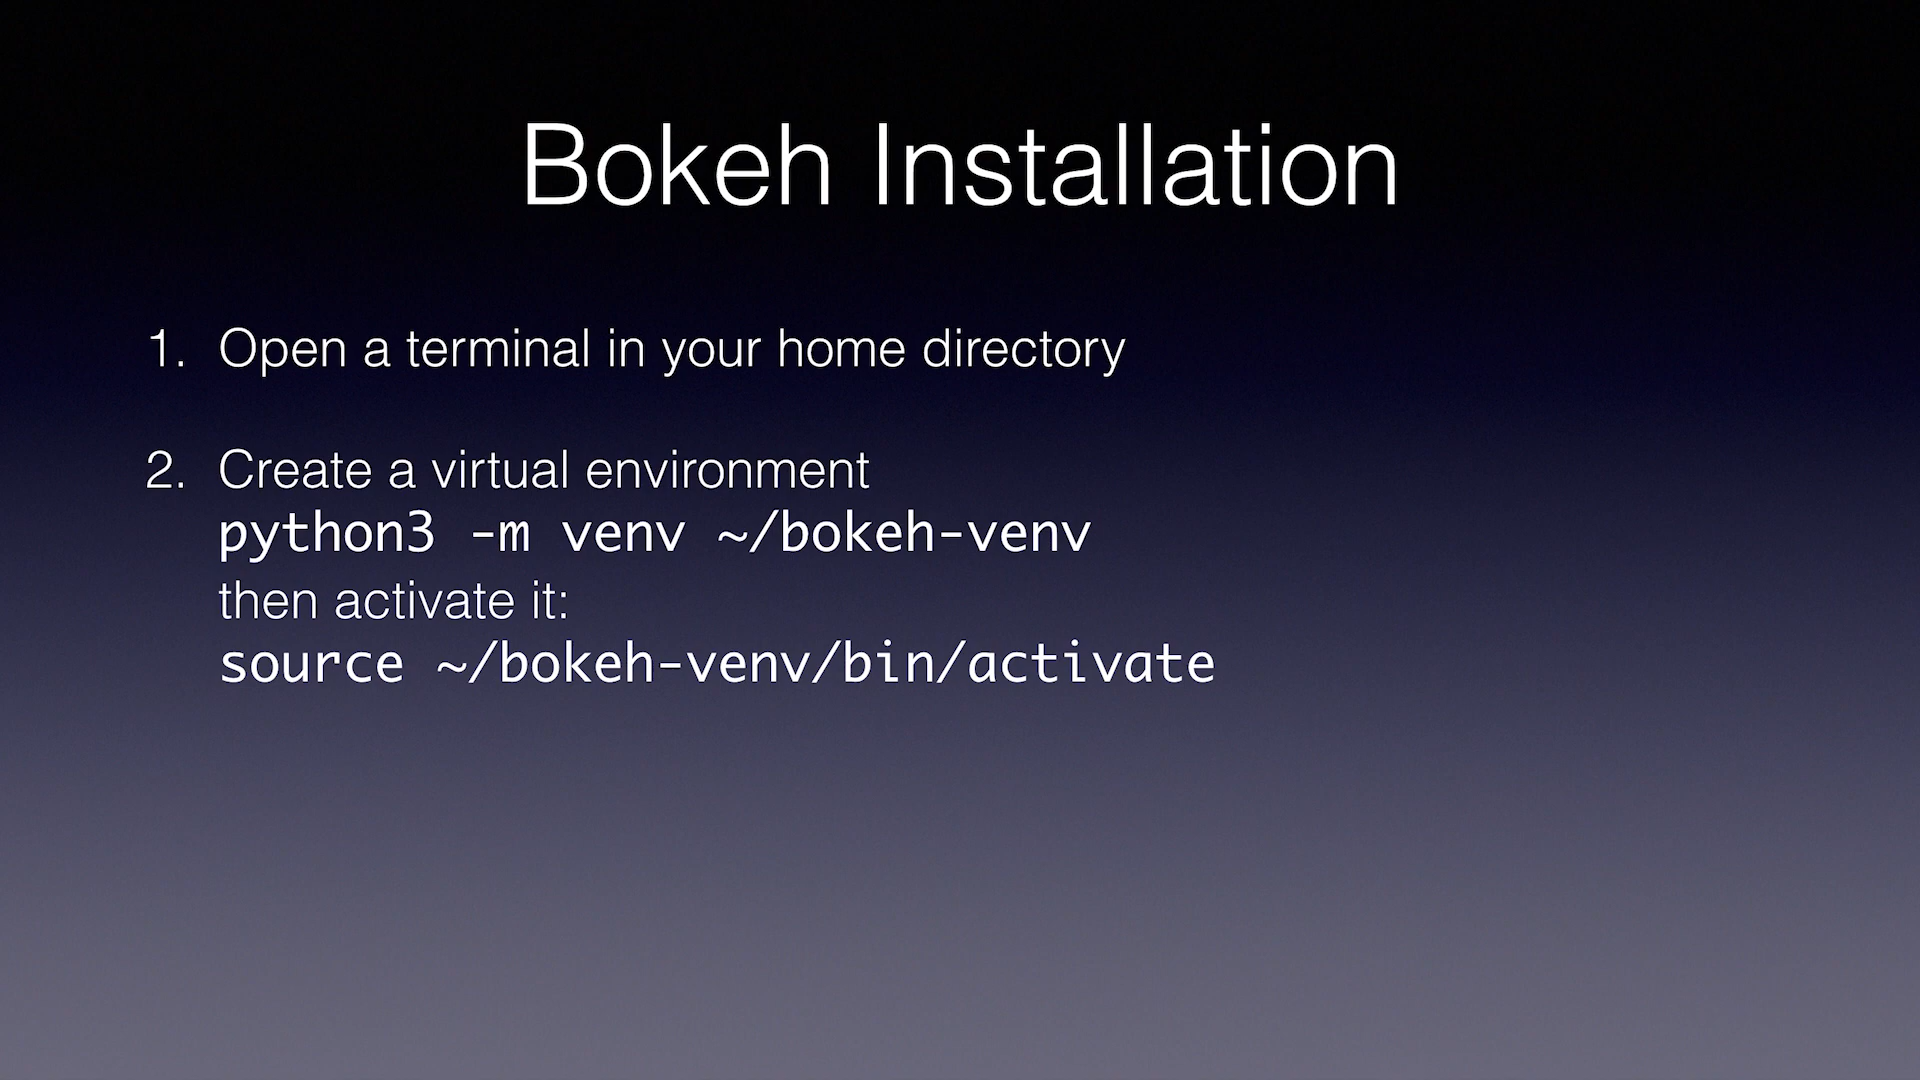 Bokeh Installation
1. Open a terminal in your home directory
2. Create a virtual environment
python3 -m venv ~/bokeh-venv
then activate it:
source ~/bokeh-venv/bin/activate